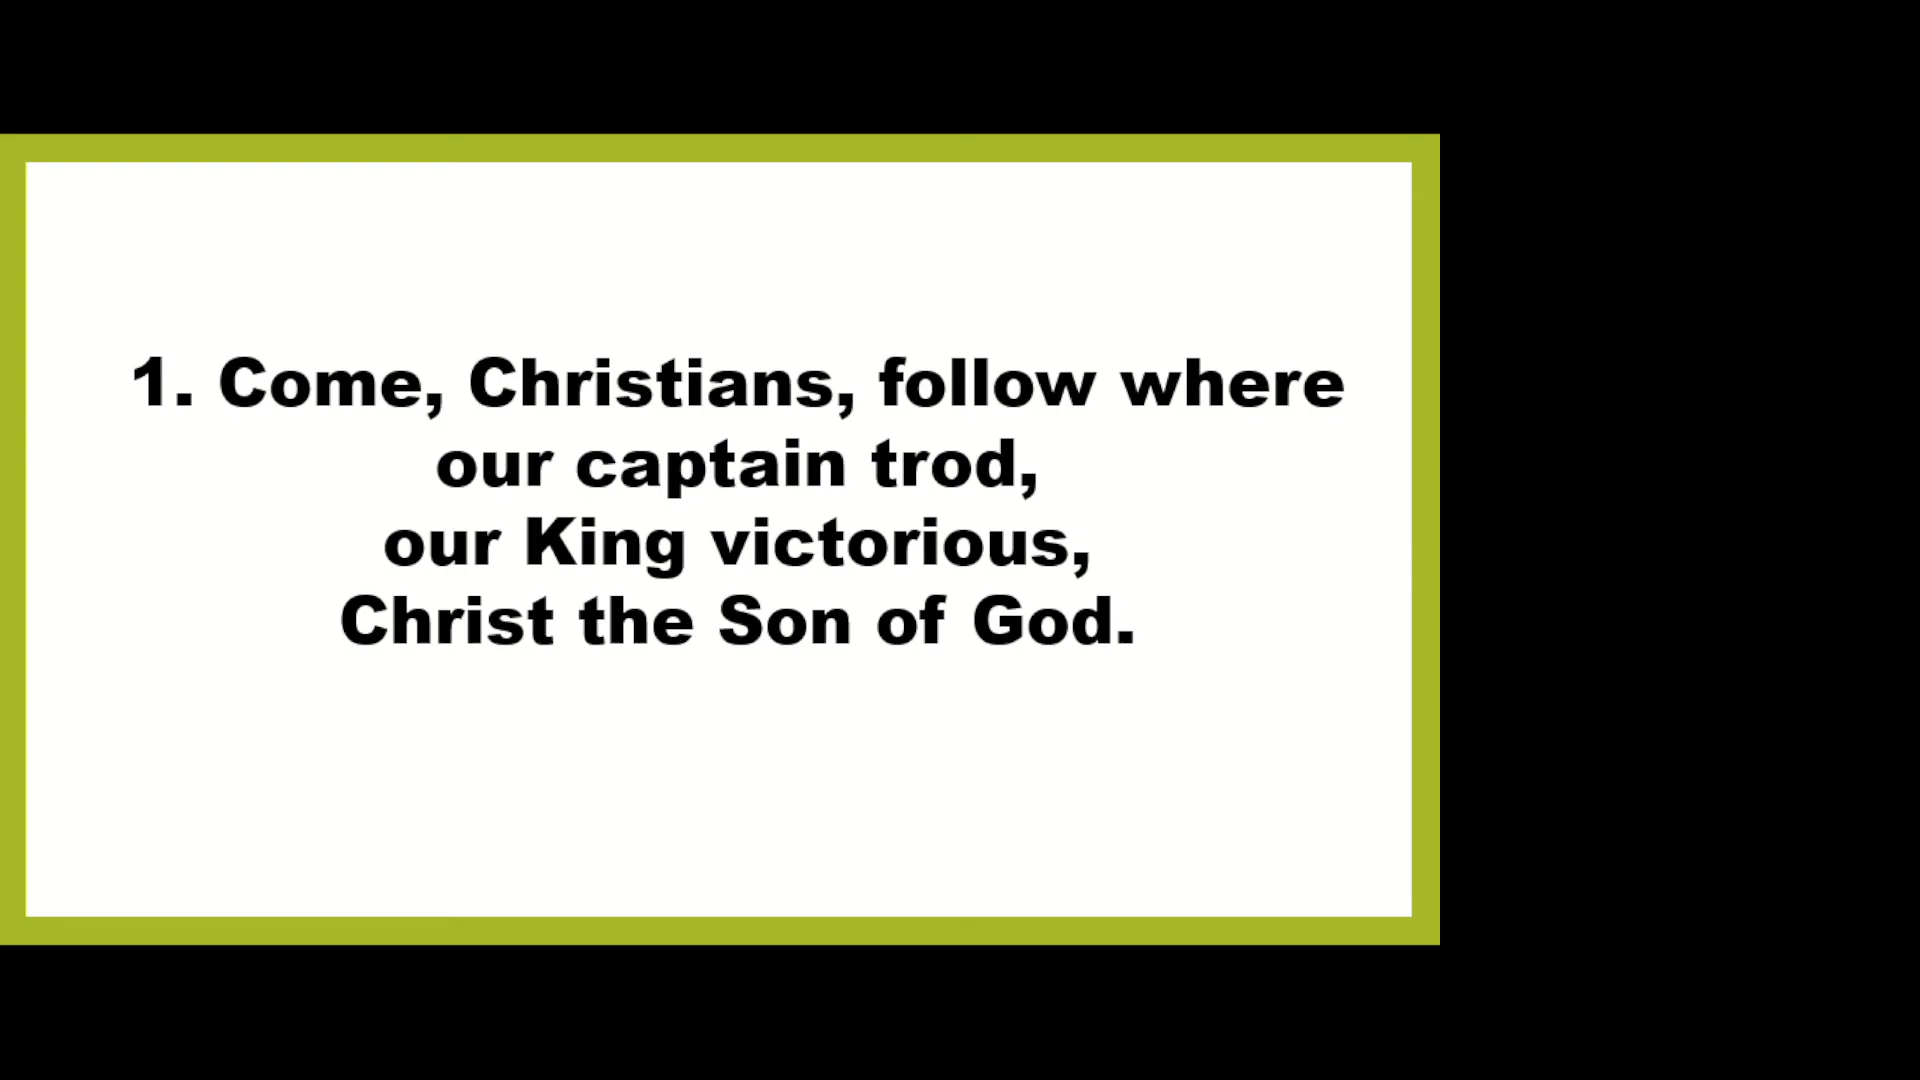 1. Come, Christians, follow where
our captain trod,
our King victorious,
Christ the Son of God.